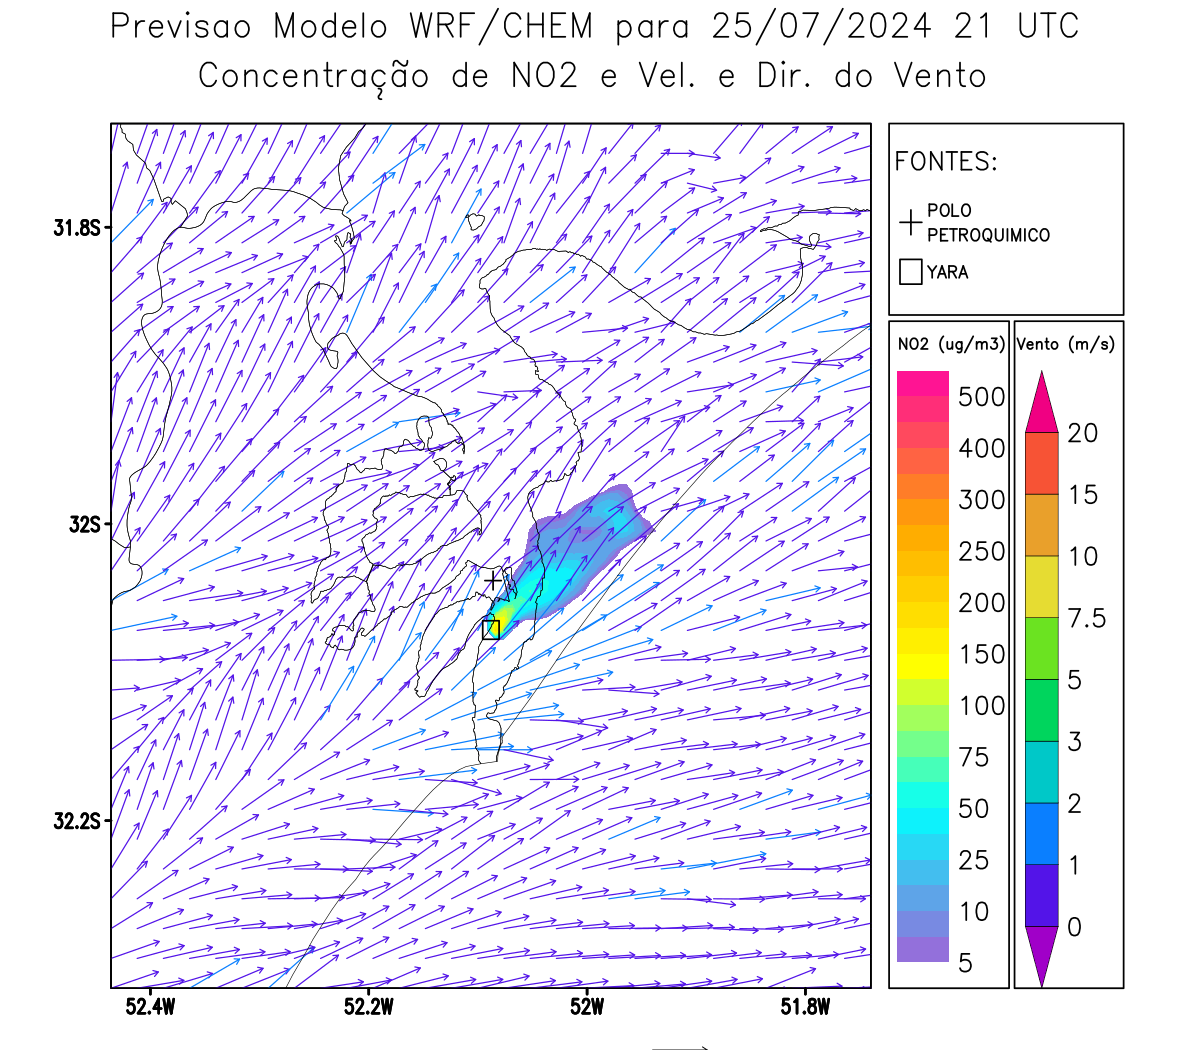 Previsao Modelo WRF/CHEM para 25/07/2024 21 UTC
Concentração de NO2 e Vel. e Dir. do Vento
FONTES:
POLO
PETROQUIMICO
YARA
NO2 (ug/m3)
500
400
300
250
200
150
100
75
50
25
10
5
Vento (m/s)
20
15
10
7.5
5
3
2
1
0
31.8S
32S
32.2S
52.4W
52.2W
52W
51.8W